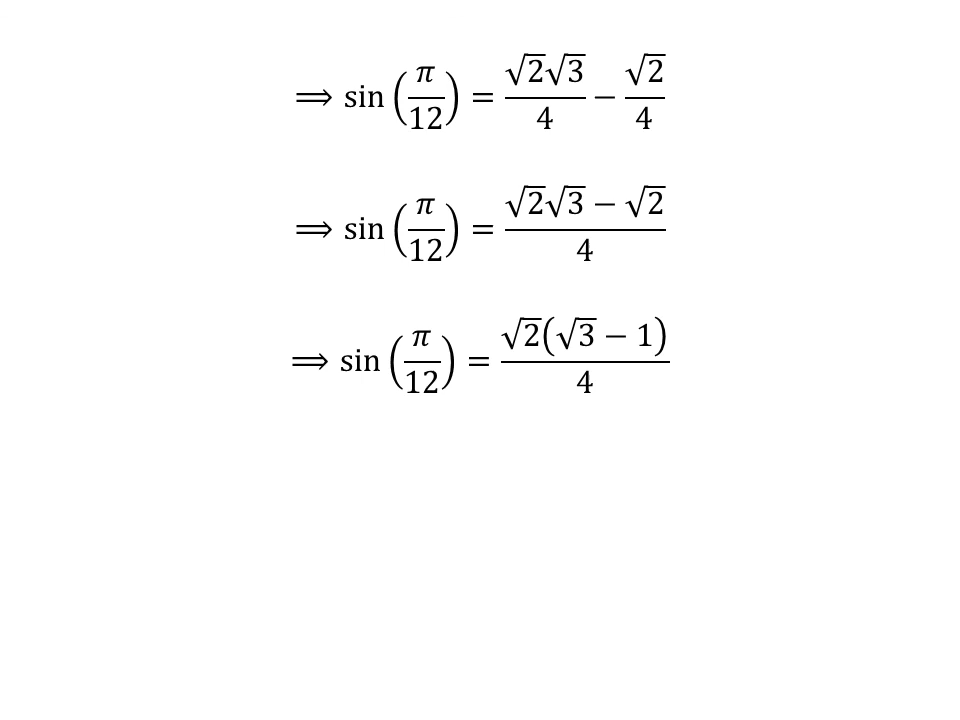 ⟹ sin (π/12) = √2√3/4 − √2/4
⟹ sin (π/12) = (√2√3 − √2)/4
⟹ sin (π/12) = √2(√3 − 1)/4